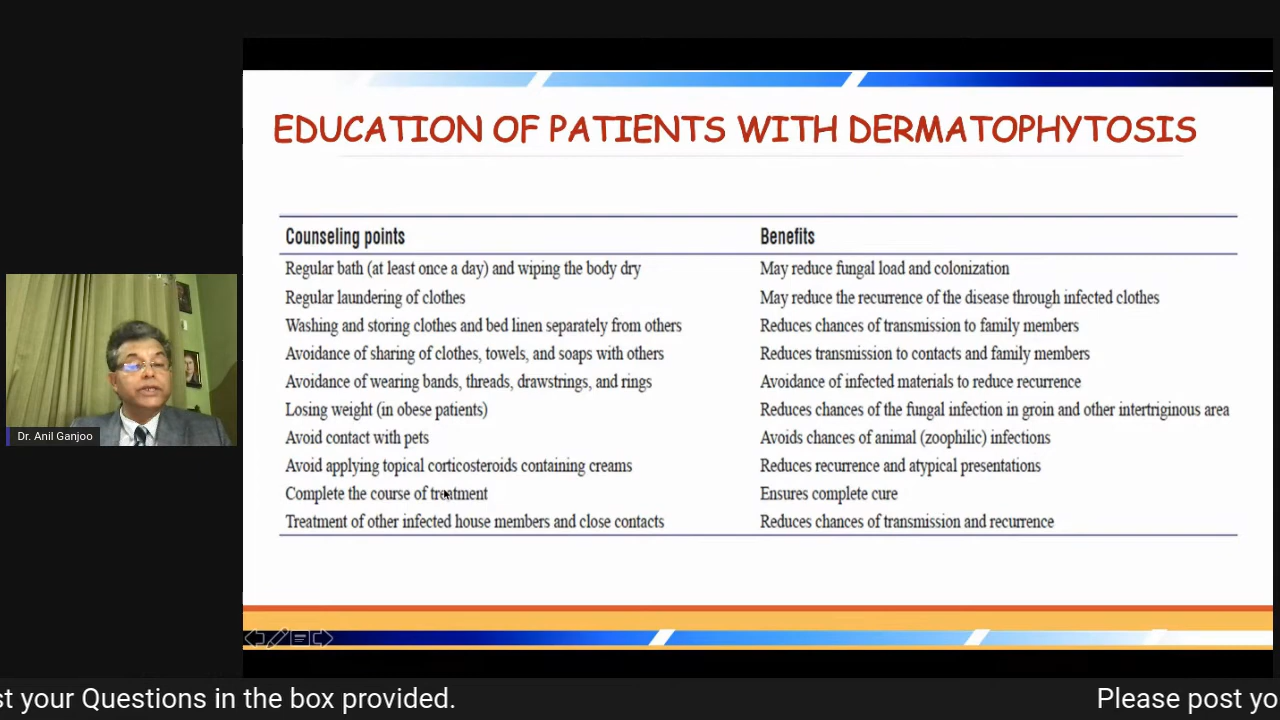 EDUCATION OF PATIENTS WITH DERMATOPHYTOSIS
Counseling points Benefits
Regular bath (at least once a day) and wiping the body dry May reduce fungal load and colonization
Regular laundering of clothes May reduce the recurrence of the disease through infected clothes
Washing and storing clothes and bed linen separately from others Reduces chances of transmission to family members
Avoidance of sharing of clothes, towels, and soaps with others Reduces transmission to contacts and family members
Avoidance of wearing bands, threads, drawstrings, and rings Avoidance of infected materials to reduce recurrence
Losing weight (in obese patients) Reduces chances of the fungal infection in groin and other intertriginous area
Avoid contact with pets Avoids chances of animal (zoophilic) infections
Avoid applying topical corticosteroids containing creams Reduces recurrence and atypical presentations
Complete the course of treatment Ensures complete cure
Treatment of other infected house members and close contacts Reduces chances of transmission and recurrence
Dr. Anil Ganjoo
st your Questions in the box provided. Please post yo